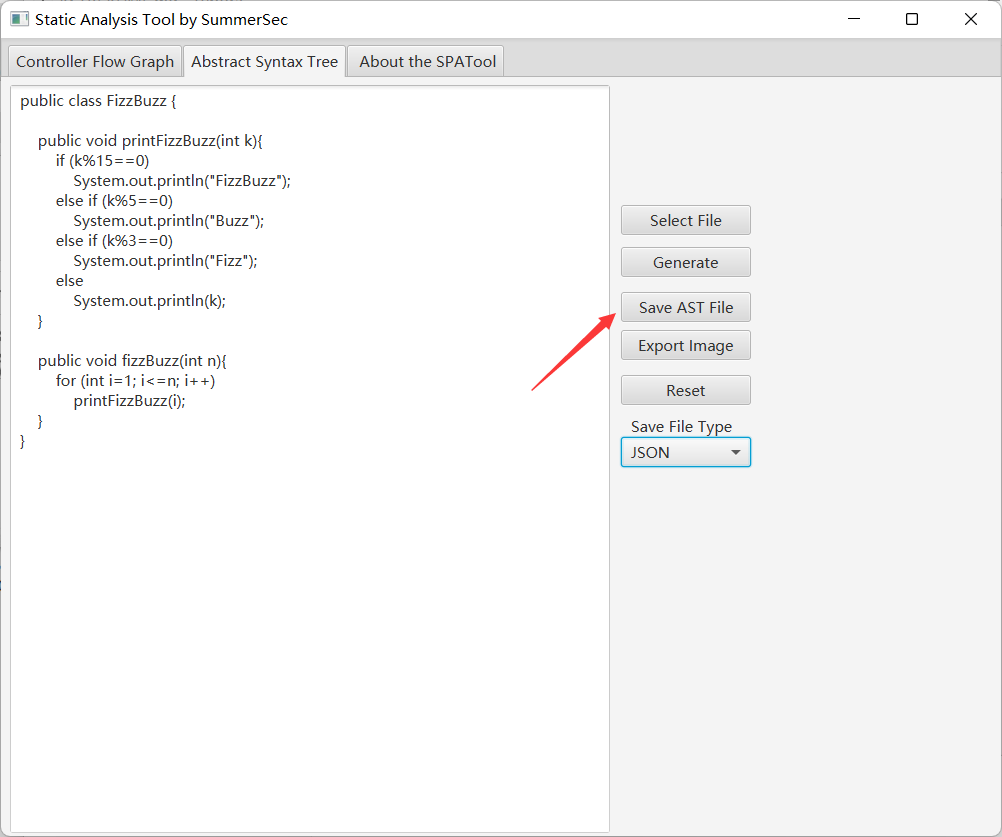 Static Analysis Tool by SummerSec
Controller Flow Graph
Abstract Syntax Tree
About the SPATool
public class FizzBuzz {
public void printFizzBuzz(int k){
if (k%15==0)
System.out.println("FizzBuzz");
else if (k%5==0)
System.out.println("Buzz");
else if (k%3==0)
System.out.println("Fizz");
else
System.out.println(k);
}
public void fizzBuzz(int n){
for (int i=1; i<=n; i++)
printFizzBuzz(i);
}
}
Select File
Generate
Save AST File
Export Image
Reset
Save File Type
JSON